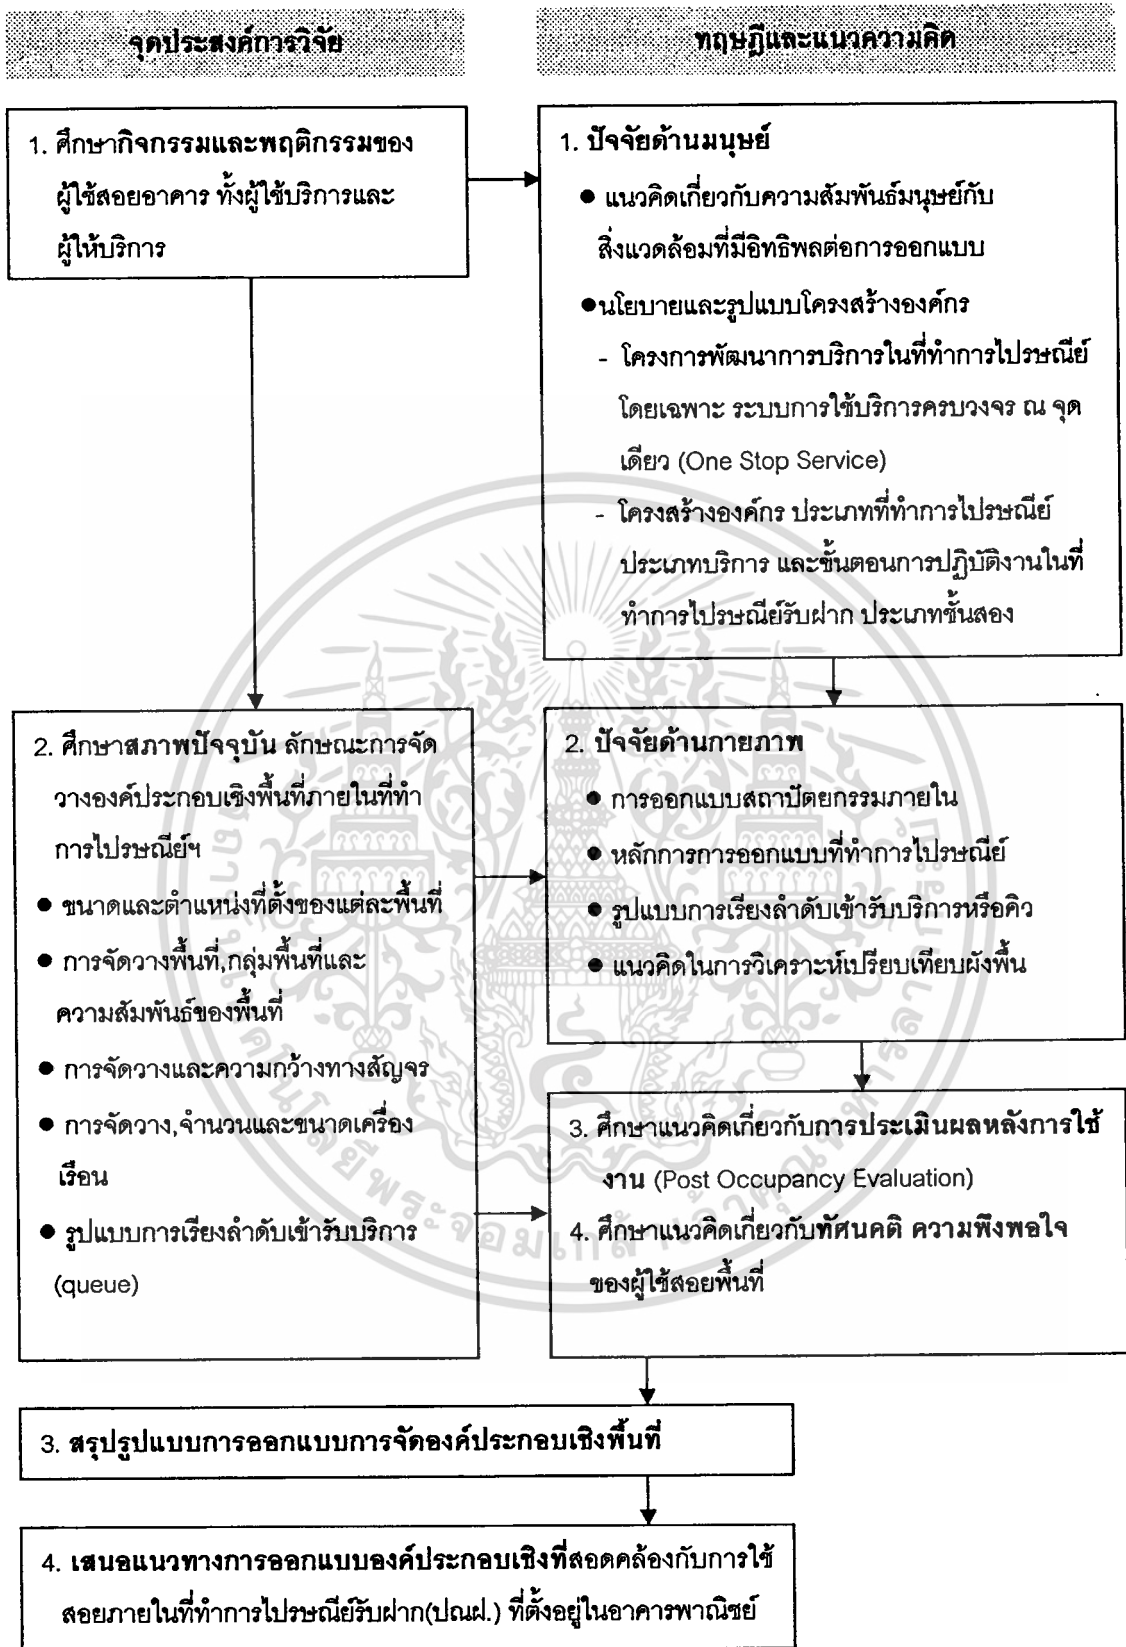 จุดประสงค์การวิจัย
ทฤษฎีและแนวความคิด
1. ศึกษากิจกรรมและพฤติกรรมของ
ผู้ใช้สอยอาคาร ทั้งผู้ใช้บริการและ
ผู้ให้บริการ
1. ปัจจัยด้านมนุษย์
● แนวคิดเกี่ยวกับความสัมพันธ์มนุษย์กับ
สิ่งแวดล้อมที่มีอิทธิพลต่อการออกแบบ
●นโยบายและรูปแบบโครงสร้างองค์กร
- โครงการพัฒนาการบริการในที่ทำการไปรษณีย์
โดยเฉพาะ ระบบการใช้บริการครบวงจร ณ จุด
เดียว (One Stop Service)
- โครงสร้างองค์กร ประเภทที่ทำการไปรษณีย์
ประเภทบริการ และขั้นตอนการปฏิบัติงานในที่
ทำการไปรษณีย์รับฝาก ประเภทชั้นสอง
2. ศึกษาสภาพปัจจุบัน ลักษณะการจัด
วางองค์ประกอบเชิงพื้นที่ภายในที่ทำ
การไปรษณีย์ฯ
● ขนาดและตำแหน่งที่ตั้งของแต่ละพื้นที่
● การจัดวางพื้นที่,กลุ่มพื้นที่และ
ความสัมพันธ์ของพื้นที่
● การจัดวางและความกว้างทางสัญจร
● การจัดวาง,จำนวนและขนาดเครื่อง
เรือน
● รูปแบบการเรียงลำดับเข้ารับบริการ
(queue)
2. ปัจจัยด้านกายภาพ
● การออกแบบสถาปัตยกรรมภายใน
● หลักการการออกแบบที่ทำการไปรษณีย์
● รูปแบบการเรียงลำดับเข้ารับบริการหรือคิว
● แนวคิดในการวิเคราะห์เปรียบเทียบผังพื้น
3. ศึกษาแนวคิดเกี่ยวกับการประเมินผลหลังการใช้
งาน (Post Occupancy Evaluation)
4. ศึกษาแนวคิดเกี่ยวกับทัศนคติ ความพึงพอใจ
ของผู้ใช้สอยพื้นที่
3. สรุปรูปแบบการออกแบบการจัดองค์ประกอบเชิงพื้นที่
4. เสนอแนวทางการออกแบบองค์ประกอบเชิงที่สอดคล้องกับการใช้
สอยภายในที่ทำการไปรษณีย์รับฝาก(ปณฝ.) ที่ตั้งอยู่ในอาคารพาณิชย์